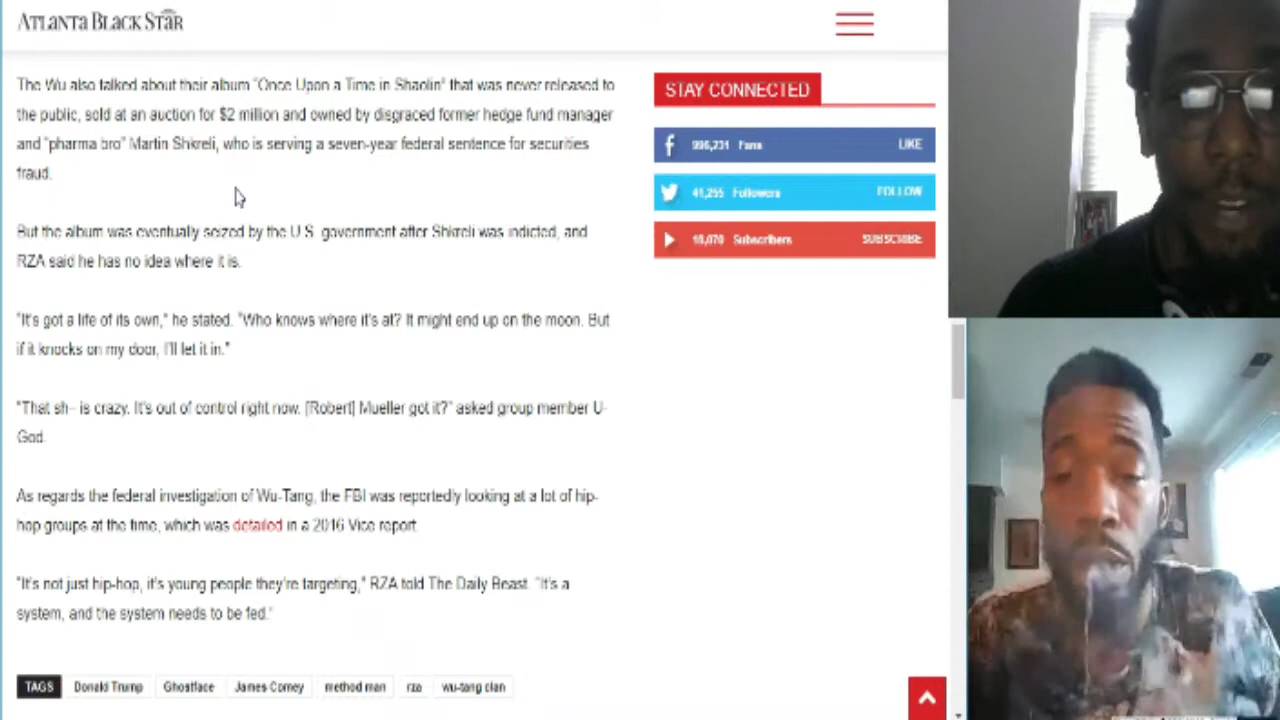 ATLANTA BLACK STAR
The Wu also talked about their album "Once Upon a Time in Shaolin" that was never released to
the public, sold at an auction for $2 million and owned by disgraced former hedge fund manager
and "pharma bro" Martin Shkreli, who is serving a seven-year federal sentence for securities
fraud.
But the album was eventually seized by the U.S. government after Shkreli was indicted, and
RZA said he has no idea where it is.
"It's got a life of its own," he stated. "Who knows where it's at? It might end up on the moon. But
if it knocks on my door, I'll let it in."
"That sh– is crazy. It's out of control right now. [Robert] Mueller got it?" asked group member U-
God.
As regards the federal investigation of Wu-Tang, the FBI was reportedly looking at a lot of hip-
hop groups at the time, which was detailed in a 2016 Vice report.
"It's not just hip-hop, it's young people they're targeting," RZA told The Daily Beast. "It's a
system, and the system needs to be fed."
TAGS Donald Trump Ghostface James Comey method man rza wu-tang clan
STAY CONNECTED
996,231 Fans LIKE
41,255 Followers FOLLOW
16,070 Subscribers SUBSCRIBE